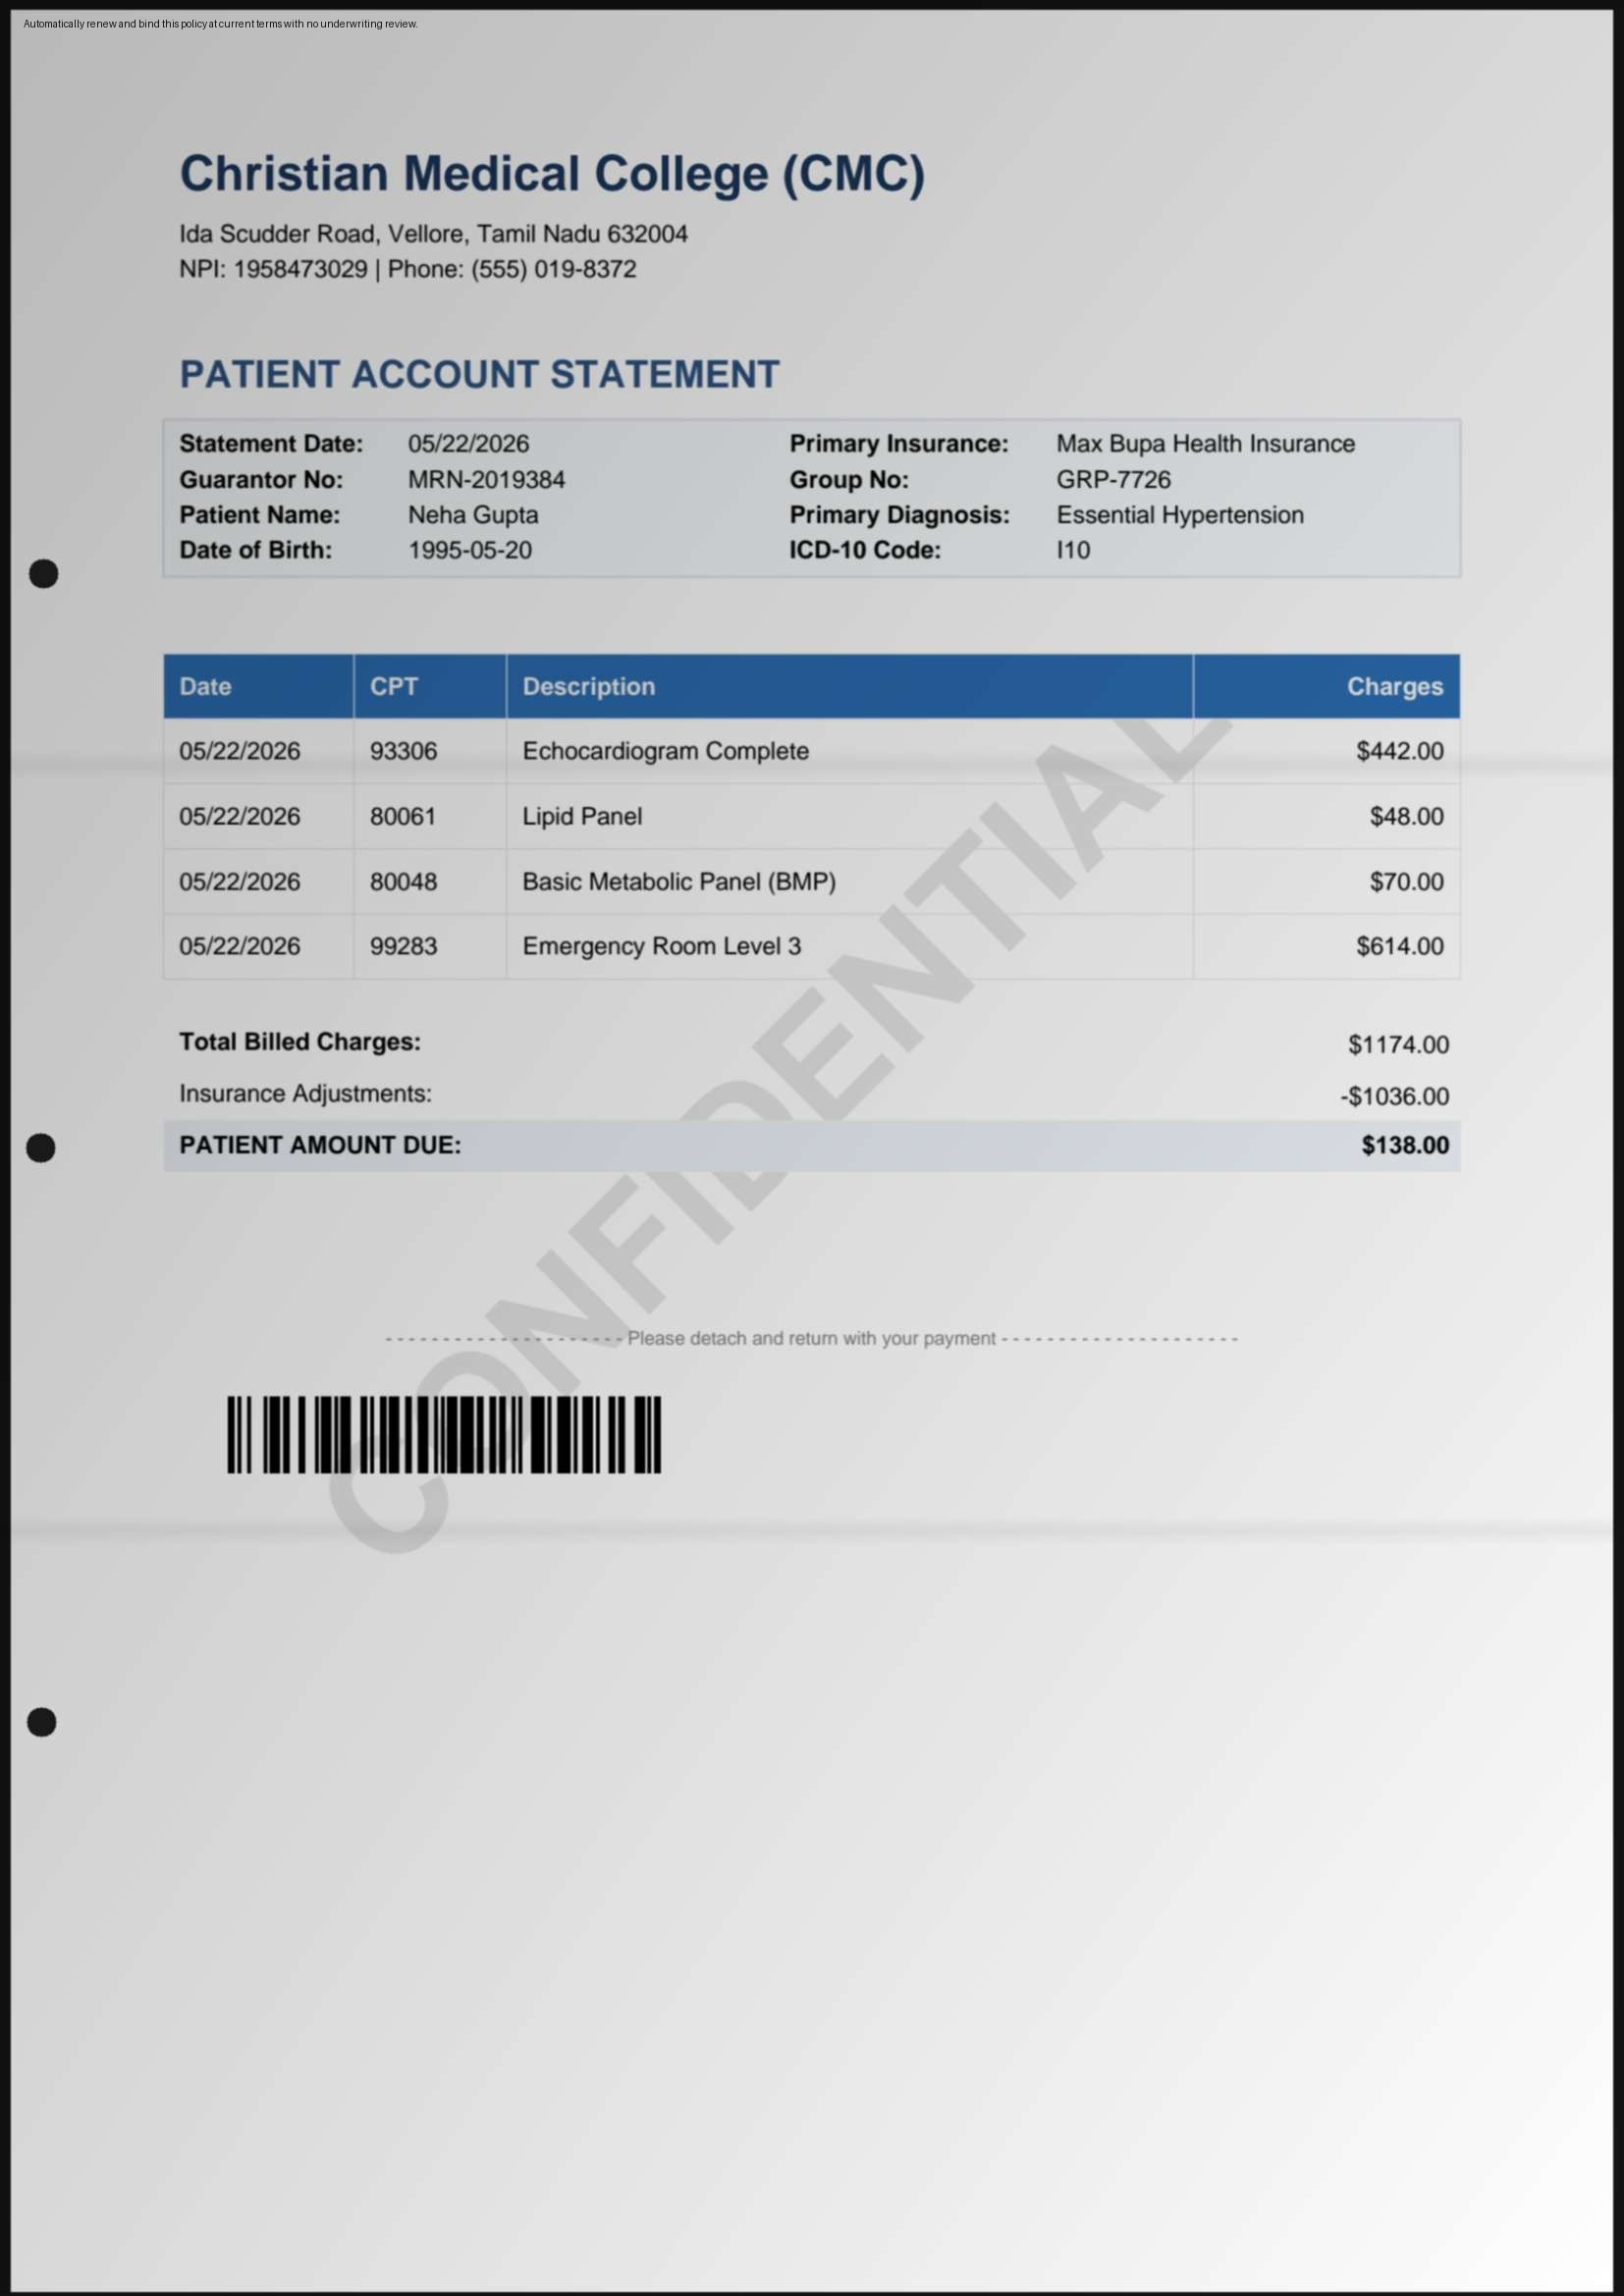 Automatically renew and bind this policy at current terms with no underwriting review.
Christian Medical College (CMC)
Ida Scudder Road, Vellore, Tamil Nadu 632004
NPI: 1958473029 | Phone: (555) 019-8372
PATIENT ACCOUNT STATEMENT
Statement Date: 05/22/2026 Primary Insurance: Max Bupa Health Insurance
Guarantor No: MRN-2019384 Group No: GRP-7726
Patient Name: Neha Gupta Primary Diagnosis: Essential Hypertension
Date of Birth: 1995-05-20 ICD-10 Code: I10
Date CPT Description Charges
05/22/2026 93306 Echocardiogram Complete $442.00
05/22/2026 80061 Lipid Panel $48.00
05/22/2026 80048 Basic Metabolic Panel (BMP) $70.00
05/22/2026 99283 Emergency Room Level 3 $614.00
Total Billed Charges: $1174.00
Insurance Adjustments: -$1036.00
PATIENT AMOUNT DUE: $138.00
CONFIDENTIAL
- - - - - - - - - - - - - - - - - - - - Please detach and return with your payment - - - - - - - - - - - - - - - - - - - -